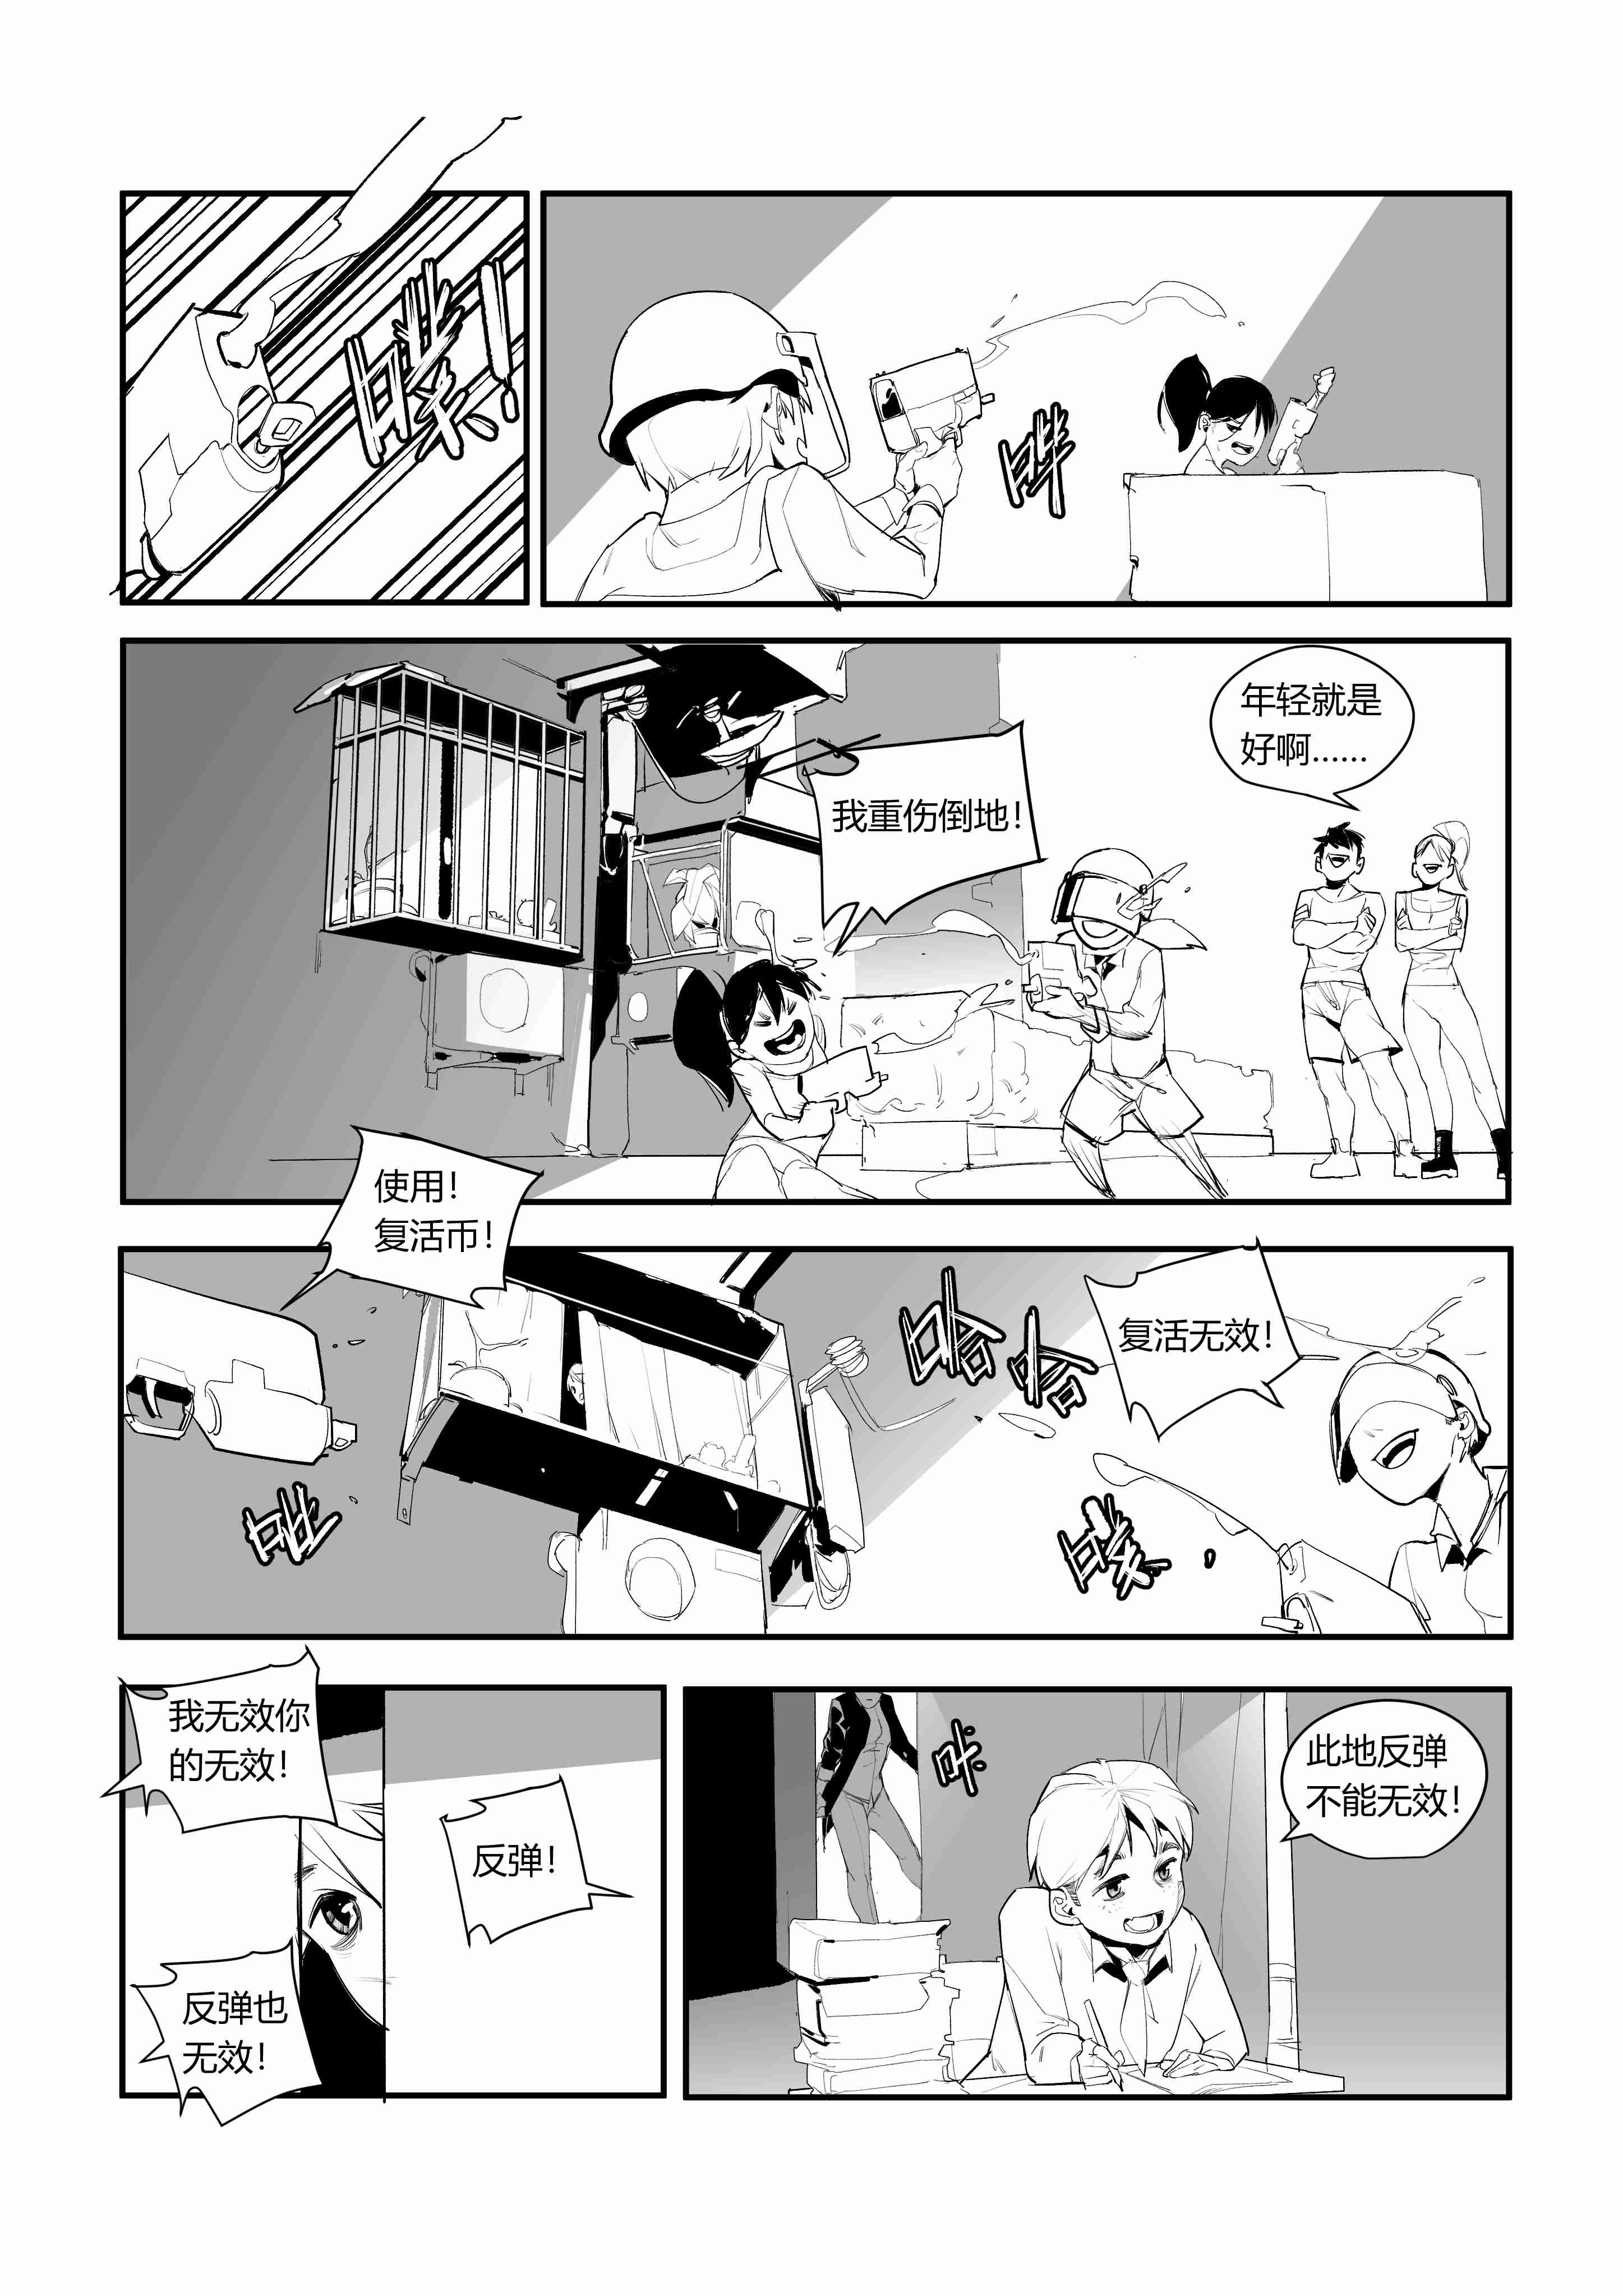 噗！
哗
年轻就是
好啊……
我重伤倒地！
使用！
复活币！
哈哈
复活无效！
呲
噗
我无效你
的无效！
反弹！
反弹也
无效！
咔
此地反弹
不能无效！